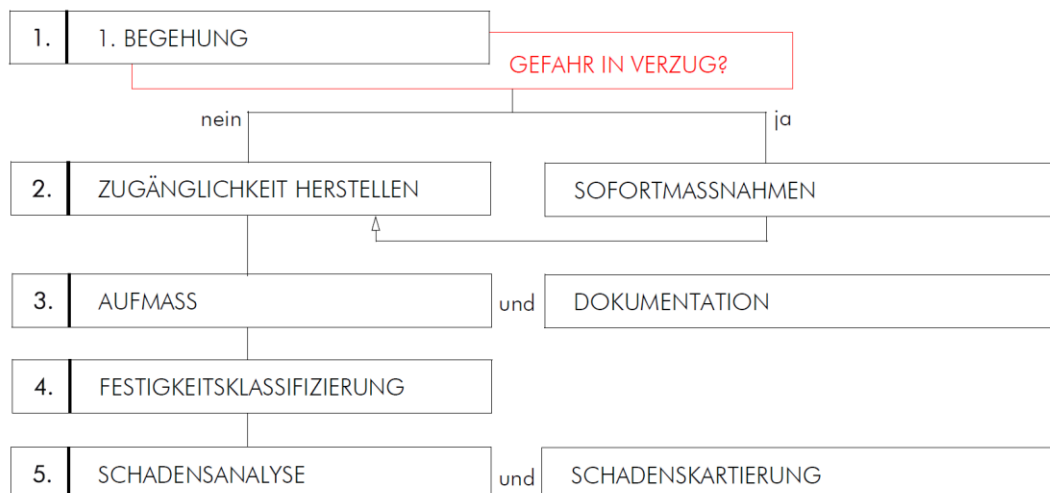 1. 1. BEGEHUNG
GEFAHR IN VERZUG?
nein ja
2. ZUGÄNGLICHKEIT HERSTELLEN SOFORTMASSNAHMEN
3. AUFMASS und DOKUMENTATION
4. FESTIGKEITSKLASSIFIZIERUNG
5. SCHADENSANALYSE und SCHADENSKARTIERUNG